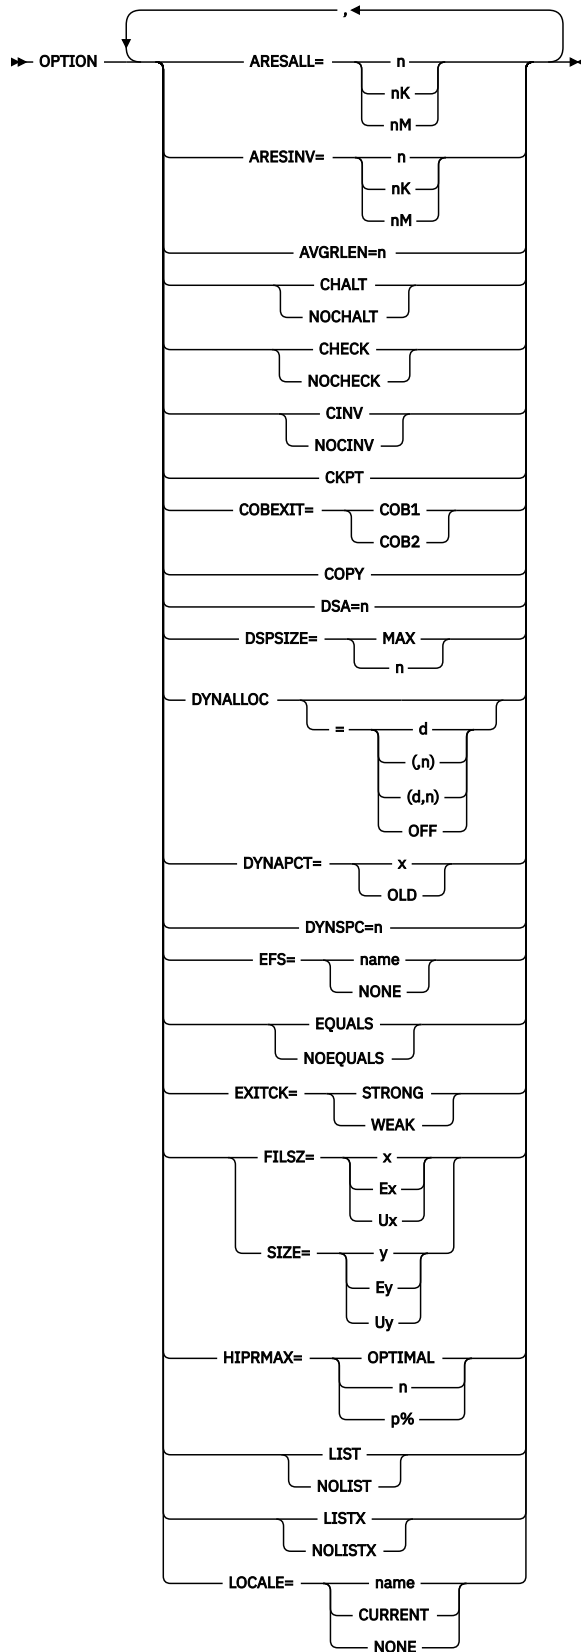 ,
OPTION ARESALL= n
nK
nM
ARESINV= n
nK
nM
AVGRLEN=n
CHALT
NOCHALT
CHECK
NOCHECK
CINV
NOCINV
CKPT
COBEXIT= COB1
COB2
COPY
DSA=n
DSPSIZE= MAX
n
DYNALLOC
= d
(,n)
(d,n)
OFF
DYNAPCT= x
OLD
DYNSPC=n
EFS= name
NONE
EQUALS
NOEQUALS
EXITCK= STRONG
WEAK
FILSZ= x
Ex
Ux
SIZE= y
Ey
Uy
HIPRMAX= OPTIMAL
n
p%
LIST
NOLIST
LISTX
NOLISTX
LOCALE= name
CURRENT
NONE